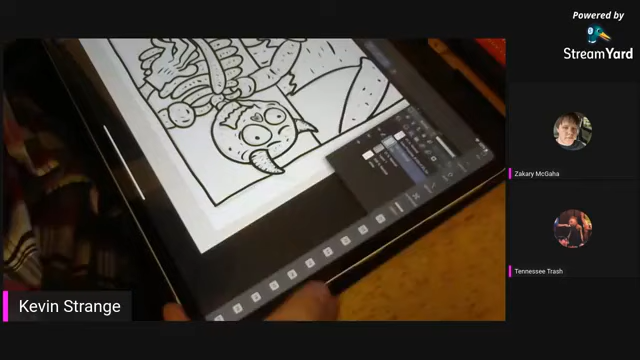 Powered by
StreamYard
Zakary McGaha
Tennessee Trash
Kevin Strange